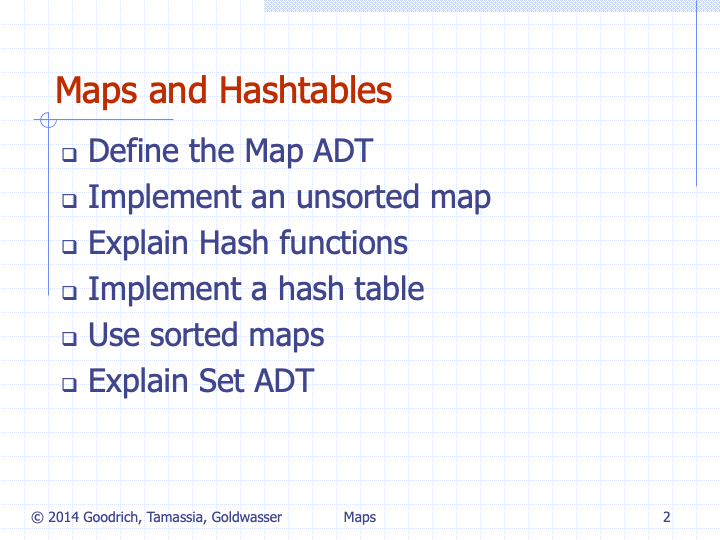 Maps and Hashtables
Define the Map ADT
Implement an unsorted map
Explain Hash functions
Implement a hash table
Use sorted maps
Explain Set ADT
© 2014 Goodrich, Tamassia, Goldwasser Maps 2